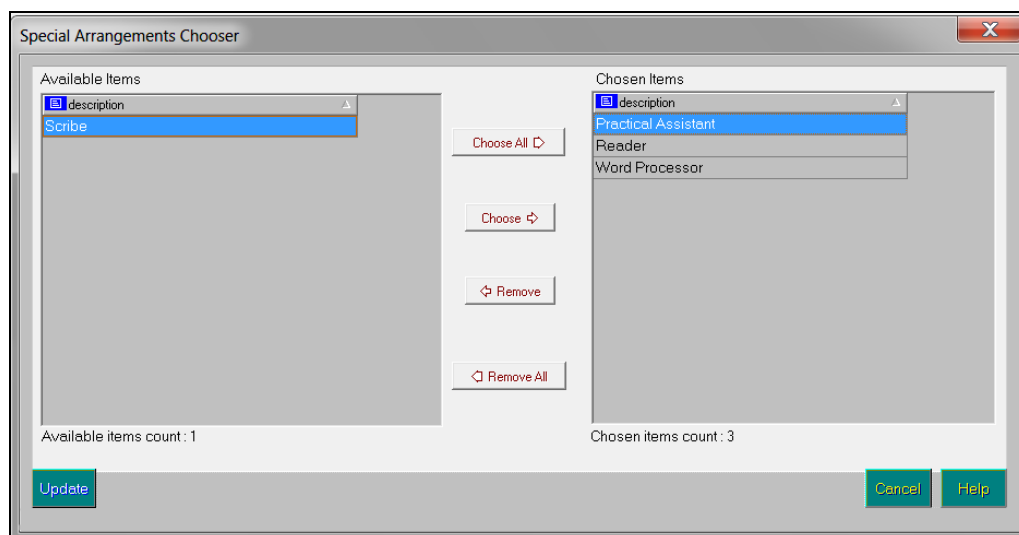 Special Arrangements Chooser
X
Available Items
description
Scribe
Available items count : 1
Choose All
Choose
Remove
Remove All
Chosen Items
description
Practical Assistant
Reader
Word Processor
Chosen items count : 3
Update
Cancel
Help